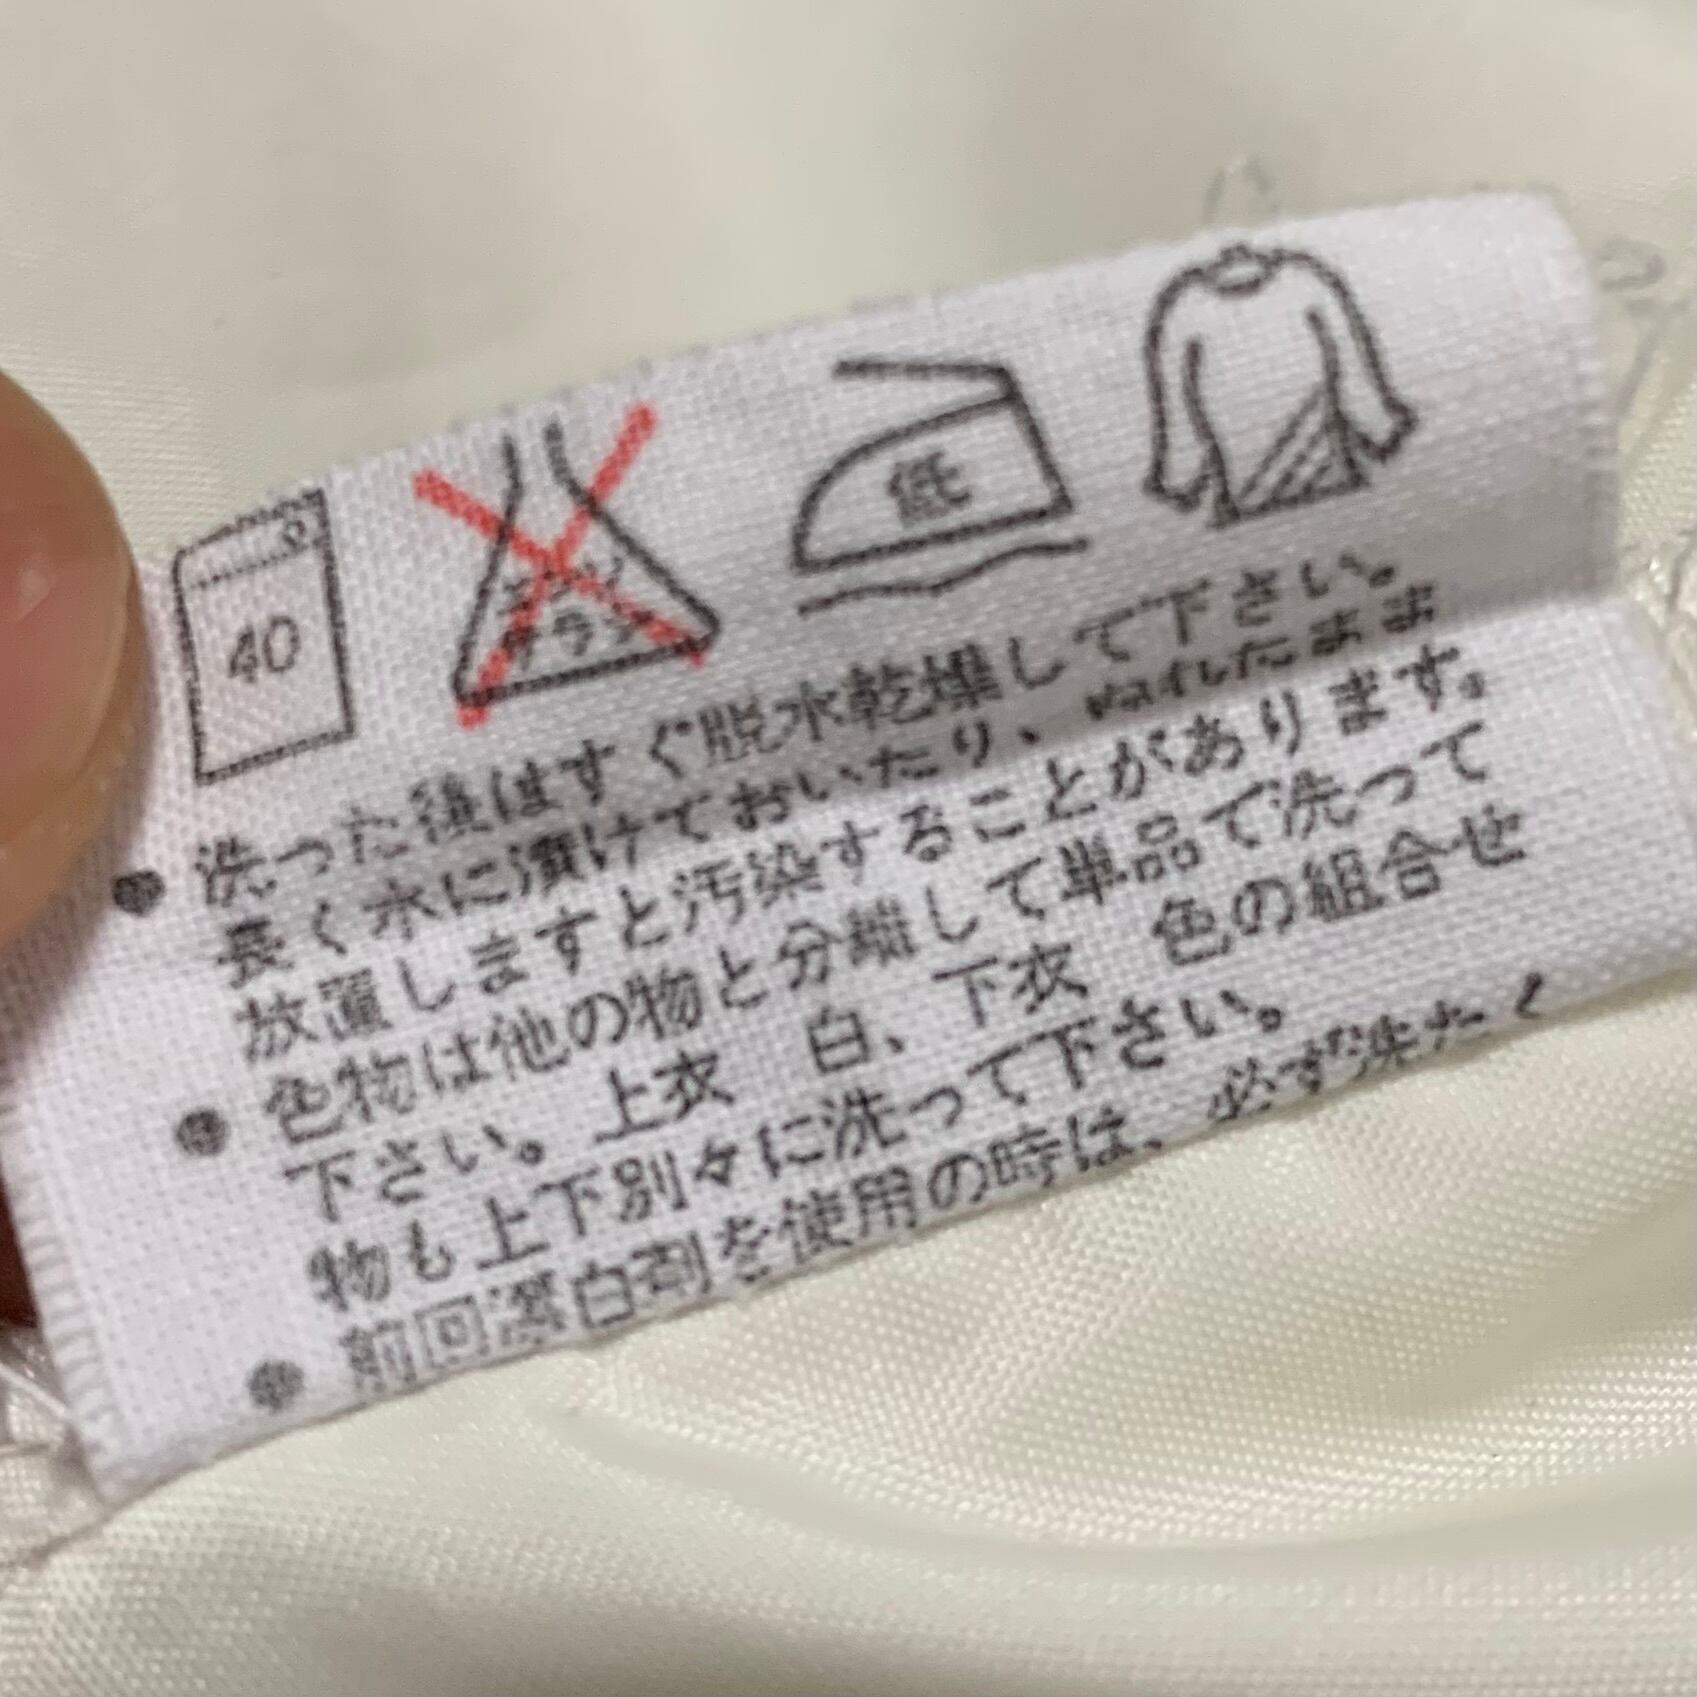 40
低
● 洗った後はすぐ脱水乾燥して下さい。
長く水に漬けておいたり、ぬれたまま
放置しますと汚染することがあります。
● 色物は他の物と分離して単品で洗って
下さい。上衣 白、下衣 色の組合せ
物も上下別々に洗って下さい。
● 前回漂白剤を使用の時は、必ず洗たく